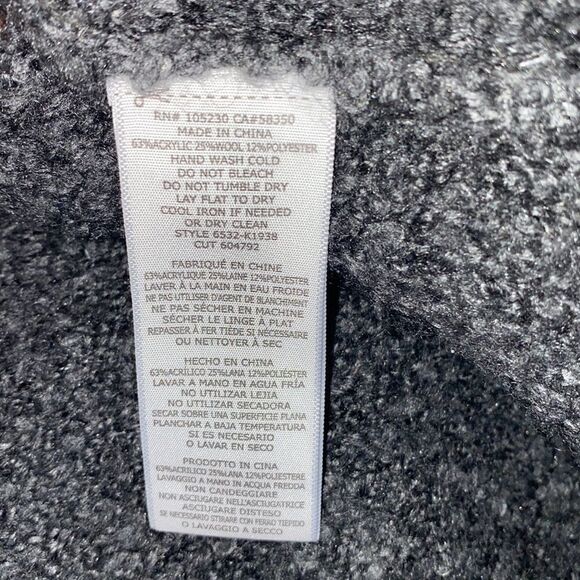 RN# 105230 CA#58350
MADE IN CHINA
63%ACRYLIC 25%WOOL 12%POLYESTER
HAND WASH COLD
DO NOT BLEACH
DO NOT TUMBLE DRY
LAY FLAT TO DRY
COOL IRON IF NEEDED
OR DRY CLEAN
STYLE 6532-K1938
CUT 604792
FABRIQUÉ EN CHINE
63%ACRYLIQUE 25%LAINE 12%POLYESTER
LAVER À LA MAIN EN EAU FROIDE
NE PAS UTILISER D'AGENT DE BLANCHIMENT
NE PAS SÉCHER EN MACHINE
SÉCHER LE LINGE À PLAT
REPASSER À FER TIÈDE SI NÉCESSAIRE
OU NETTOYER À SEC
HECHO EN CHINA
63%ACRÍLICO 25%LANA 12%POLIÉSTER
LAVAR A MANO EN AGUA FRÍA
NO UTILIZAR LEJIA
NO UTILIZAR SECADORA
SECAR SOBRE UNA SUPERFICIE PLANA
PLANCHAR A BAJA TEMPERATURA
SI ES NECESARIO
O LAVAR EN SECO
PRODOTTO IN CINA
63%ACRILICO 25%LANA 12%POLIESTERE
LAVAGGIO A MANO IN ACQUA FREDDA
NON CANDEGGIARE
NON ASCIUGARE NELL'ASCIUGATRICE
ASCIUGARE DISTESO
SE NECESSARIO STIRARE CON FERRO TIEPIDO
O LAVAGGIO A SECCO